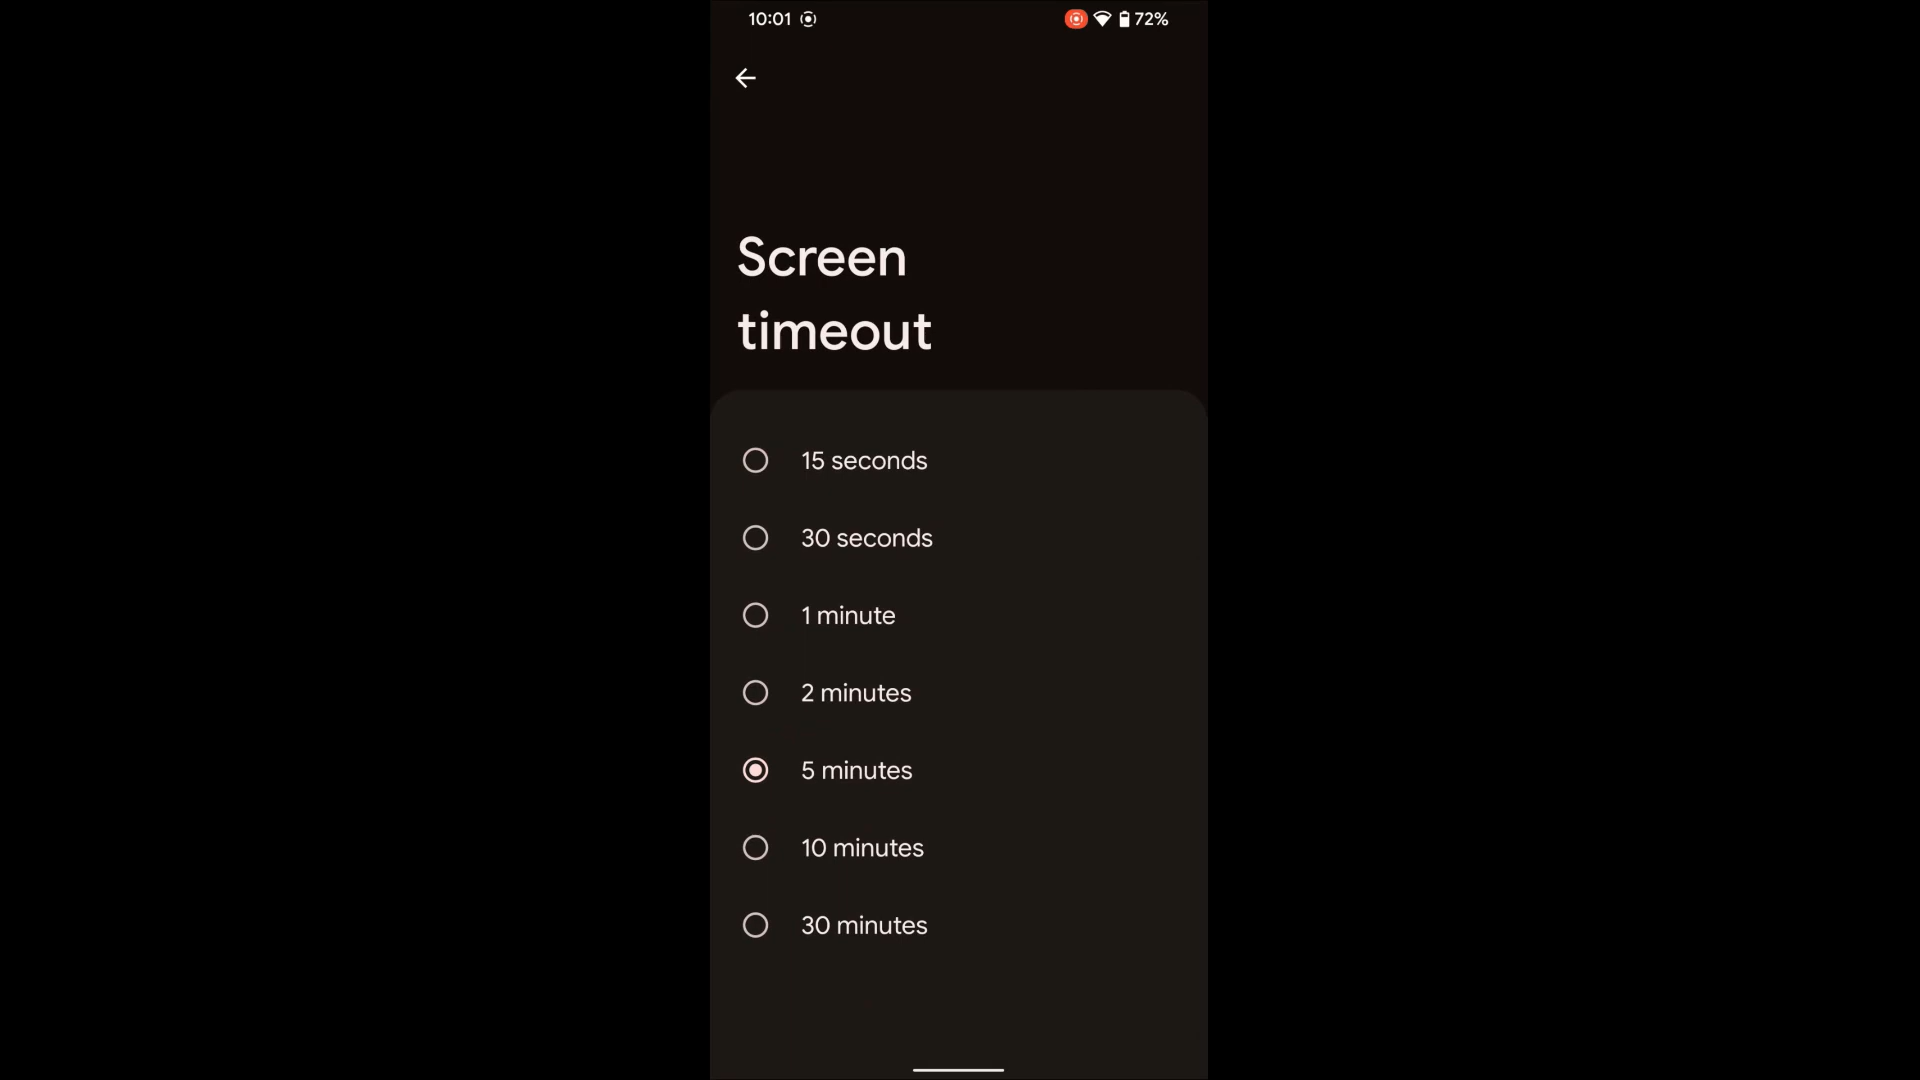 10:01 72%
Screen
timeout
15 seconds
30 seconds
1 minute
2 minutes
5 minutes
10 minutes
30 minutes